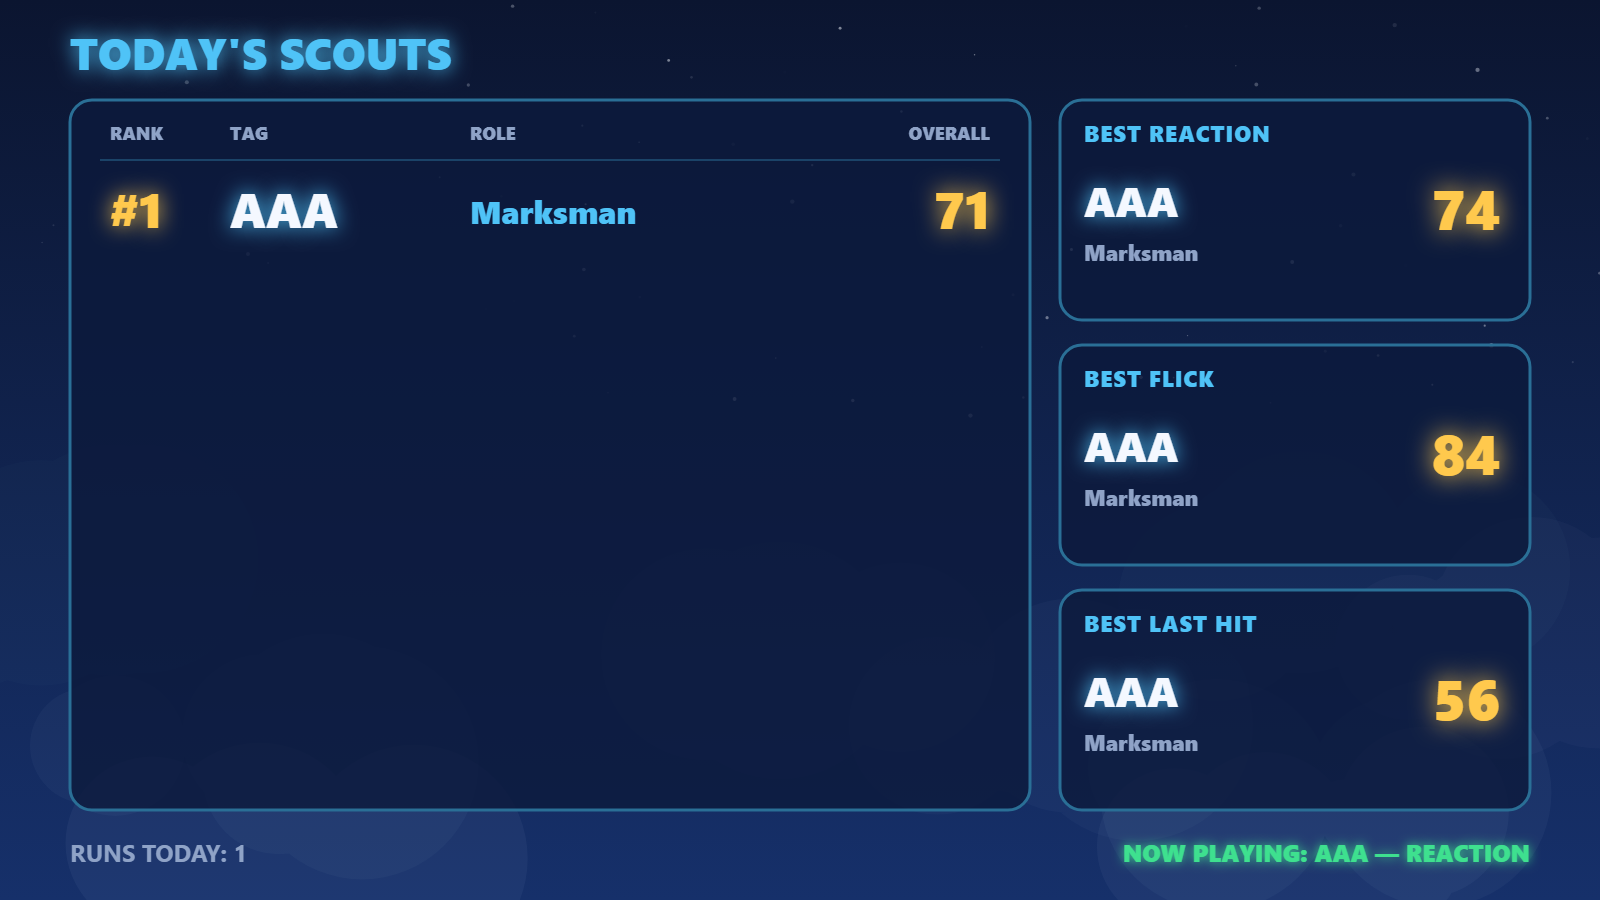 TODAY'S SCOUTS
RANK TAG ROLE OVERALL
#1 AAA Marksman 71
BEST REACTION
AAA 74
Marksman
BEST FLICK
AAA 84
Marksman
BEST LAST HIT
AAA 56
Marksman
RUNS TODAY: 1
NOW PLAYING: AAA — REACTION